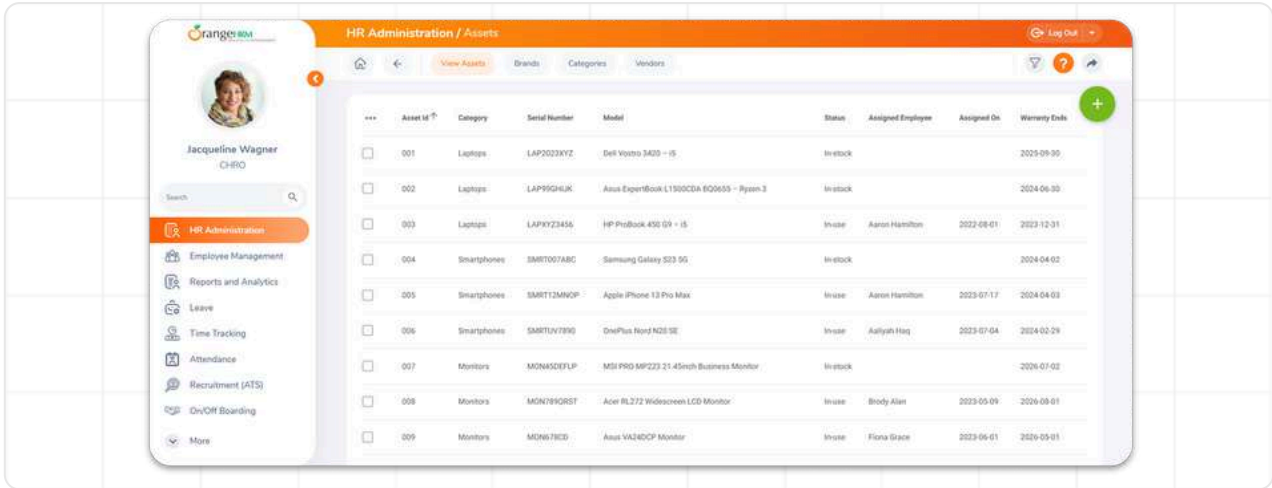 OrangeHRM
HR Administration / Assets
Log Out
View Assets Brands Categories Vendors
?
Jacqueline Wagner
CHRO
Search
HR Administration
Employee Management
Reports and Analytics
Leave
Time Tracking
Attendance
Recruitment (ATS)
On/Off Boarding
More
Asset Id Category Serial Number Model Status Assigned Employee Assigned On Warranty Ends
001 Laptops LAP2023XYZ Dell Vostro 3420 – i5 In-stock 2025-09-30
002 Laptops LAP99GHIJK Asus ExpertBook L1500CDA BQ0655 – Ryzen 3 In-stock 2024-06-30
003 Laptops LAPXYZ3456 HP ProBook 450 G9 – i5 In-use Aaron Hamilton 2022-08-01 2023-12-31
004 Smartphones SMRT007ABC Samsung Galaxy S23 5G In-stock 2024-04-02
005 Smartphones SMRT12MNOP Apple iPhone 13 Pro Max In-use Aaron Hamilton 2023-07-17 2024-04-03
006 Smartphones SMRTUV7890 OnePlus Nord N20 SE In-use Aaliyah Haq 2023-07-04 2024-02-29
007 Monitors MON45DEFLP MSI PRO MP223 21.45inch Business Monitor In-stock 2026-07-02
008 Monitors MON789QRST Acer RL272 Widescreen LCD Monitor In-use Brody Alan 2023-05-09 2026-08-01
009 Monitors MON678CD Asus VA24DCP Monitor In-use Fiona Grace 2023-06-01 2026-05-01